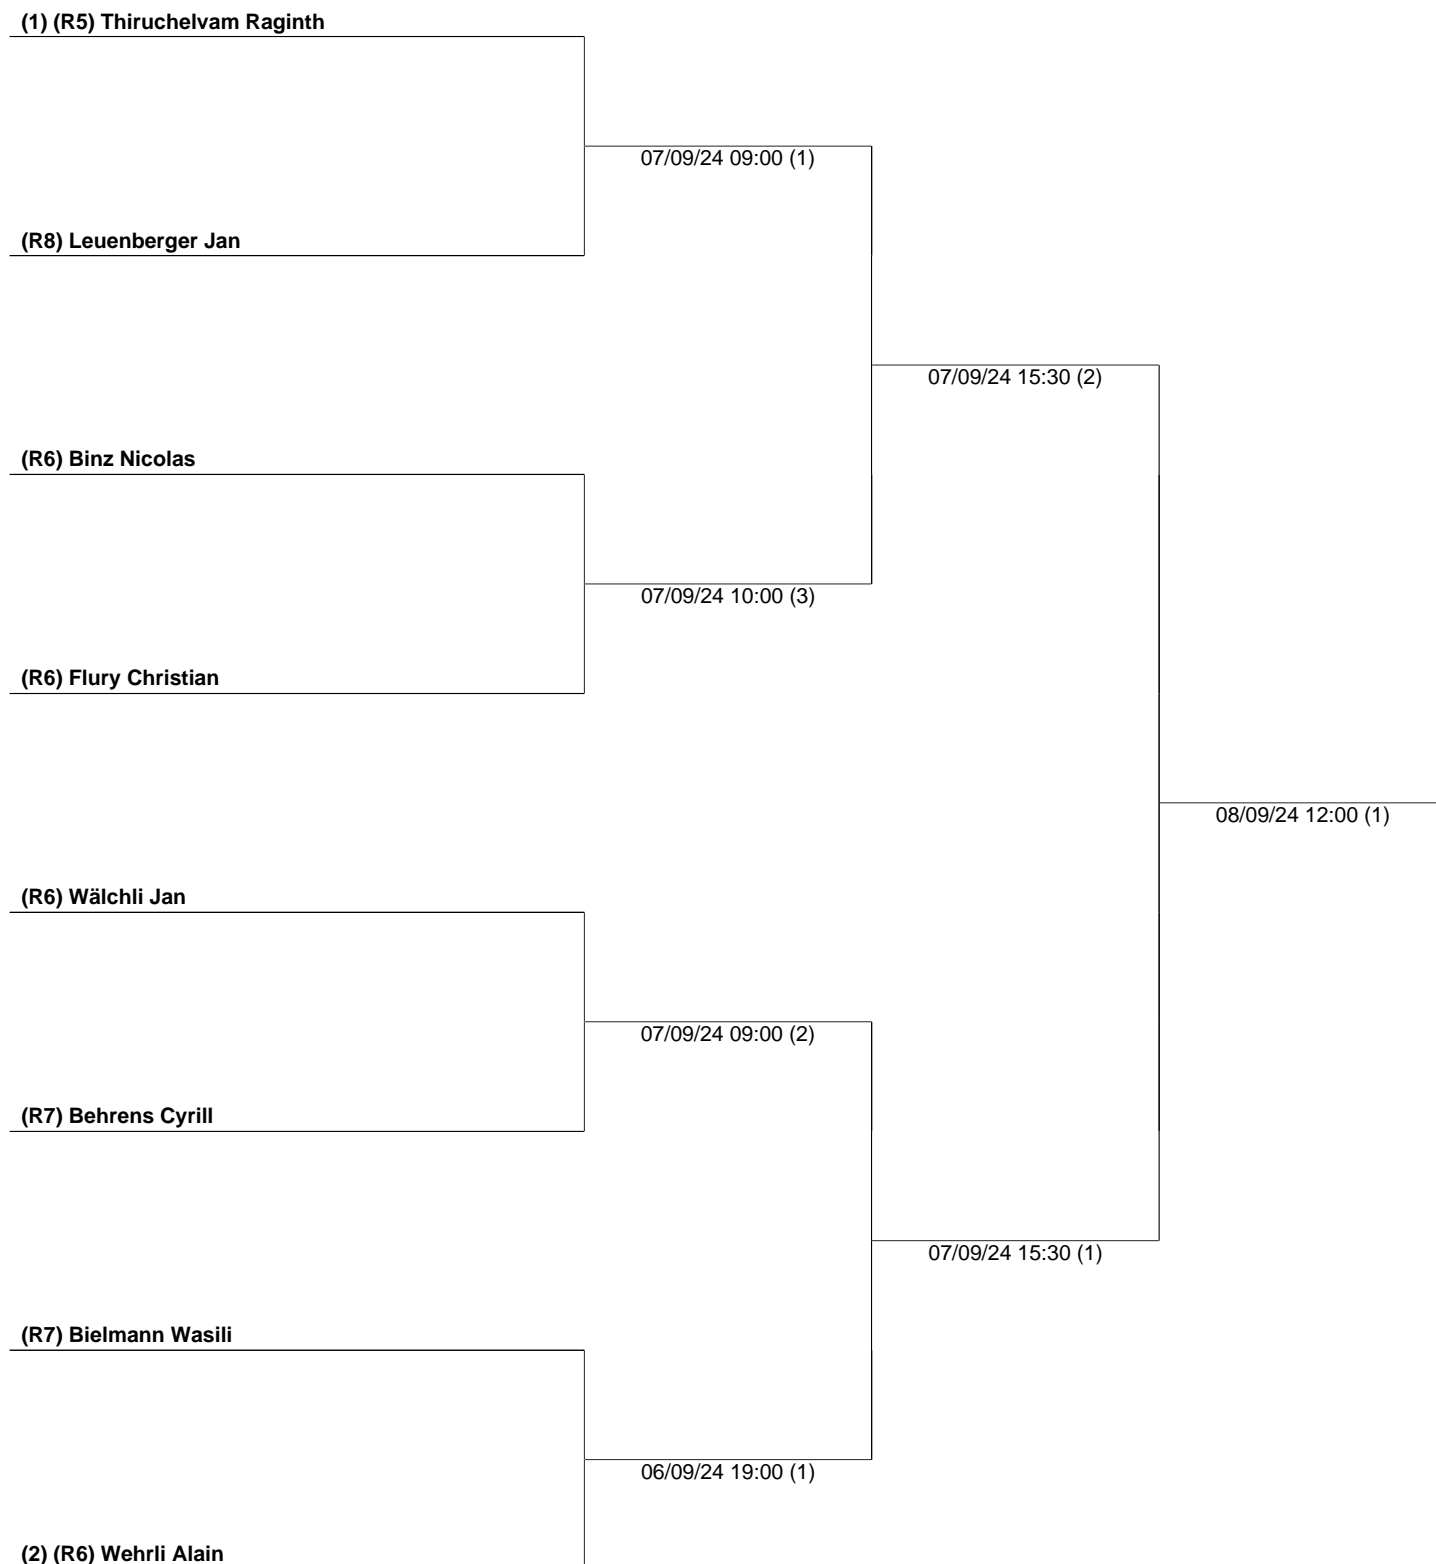 (1) (R5) Thiruchelvam Raginth
07/09/24 09:00 (1)
(R8) Leuenberger Jan
07/09/24 15:30 (2)
(R6) Binz Nicolas
07/09/24 10:00 (3)
(R6) Flury Christian
08/09/24 12:00 (1)
(R6) Wälchli Jan
07/09/24 09:00 (2)
(R7) Behrens Cyrill
07/09/24 15:30 (1)
(R7) Bielmann Wasili
06/09/24 19:00 (1)
(2) (R6) Wehrli Alain